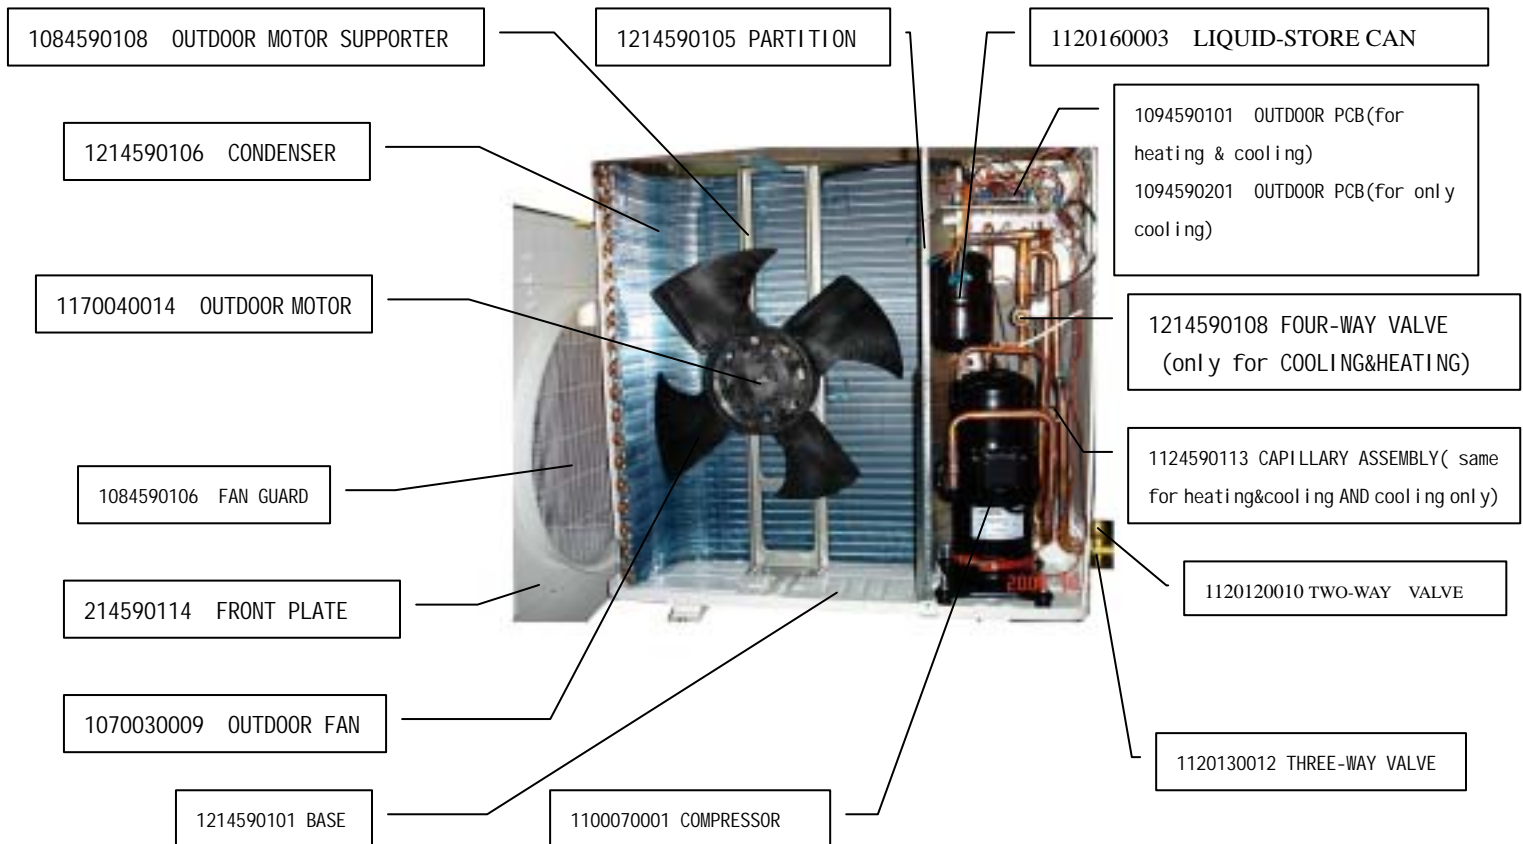 1084590108 OUTDOOR MOTOR SUPPORTER
1214590105 PARTITION
1120160003 LIQUID-STORE CAN
1094590101 OUTDOOR PCB(for
heating & cooling)
1094590201 OUTDOOR PCB(for only
cooling)
1214590106 CONDENSER
1170040014 OUTDOOR MOTOR
1214590108 FOUR-WAY VALVE
(only for COOLING&HEATING)
1084590106 FAN GUARD
1124590113 CAPILLARY ASSEMBLY( same
for heating&cooling AND cooling only)
214590114 FRONT PLATE
1120120010 TWO-WAY VALVE
1070030009 OUTDOOR FAN
1120130012 THREE-WAY VALVE
1214590101 BASE
1100070001 COMPRESSOR